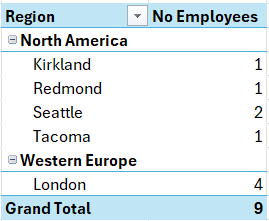 Region No Employees
North America
Kirkland 1
Redmond 1
Seattle 2
Tacoma 1
Western Europe
London 4
Grand Total 9